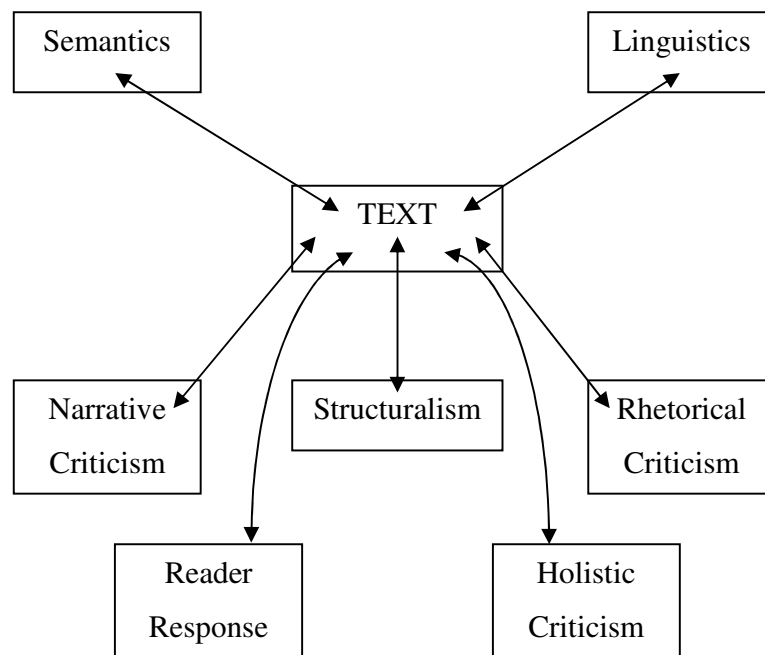 Semantics
Linguistics
TEXT
Narrative
Criticism
Structuralism
Rhetorical
Criticism
Reader
Response
Holistic
Criticism